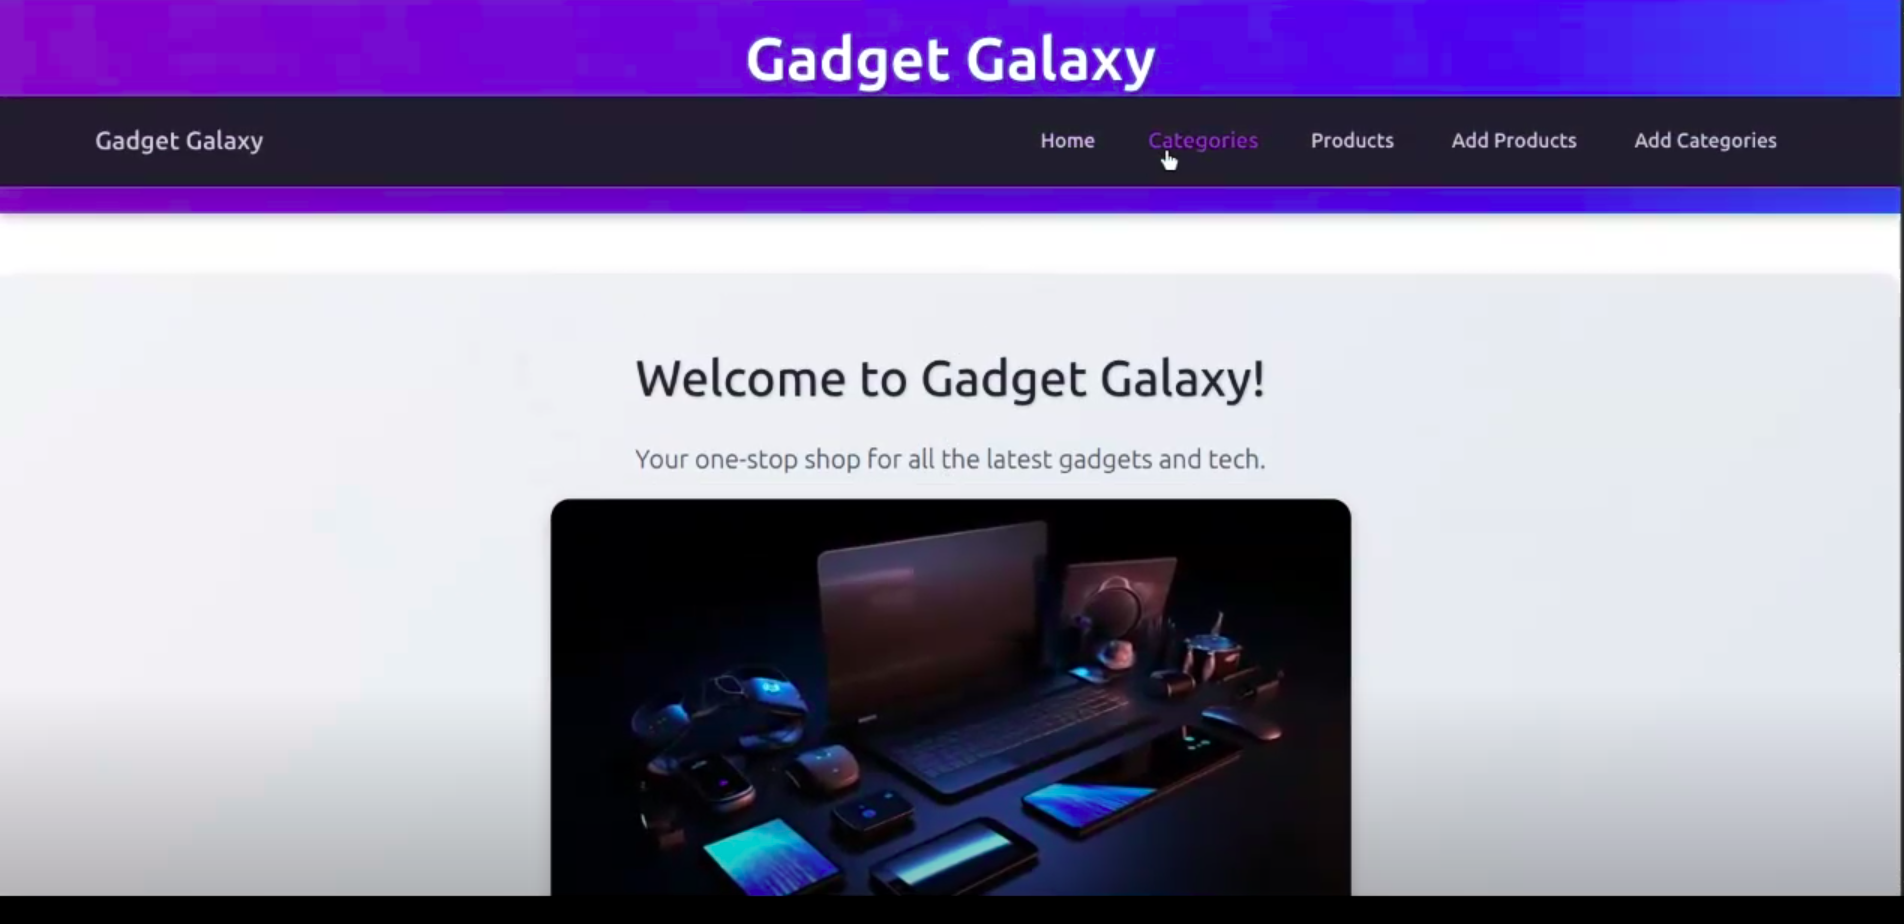 Gadget Galaxy
Gadget Galaxy Home Categories Products Add Products Add Categories
Welcome to Gadget Galaxy!
Your one-stop shop for all the latest gadgets and tech.